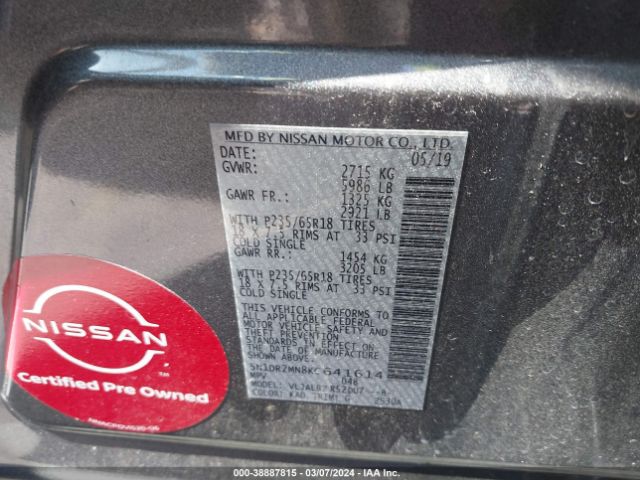 MFD BY NISSAN MOTOR CO., LTD.
DATE: 05/19
GVWR: 2715 KG
5986 LB
GAWR FR.: 1325 KG
2921 LB
WITH P235/65R18 TIRES
18 X 7.5 RIMS AT 33 PSI
COLD SINGLE
GAWR RR.: 1454 KG
3205 LB
WITH P235/65R18 TIRES
18 X 7.5 RIMS AT 33 PSI
COLD SINGLE
THIS VEHICLE CONFORMS TO
ALL APPLICABLE FEDERAL
MOTOR VEHICLE SAFETY AND
THEFT PREVENTION
STANDARDS IN EFFECT ON
THE DATE OF MANUFACTURE
SHOWN ABOVE.
5N1DR2MN8KC641614
MPV 048
MODEL:
COLOR: KAD TRIM: G
NISSAN
Certified Pre Owned
000-38887815 - 03/07/2024 - IAA Inc.